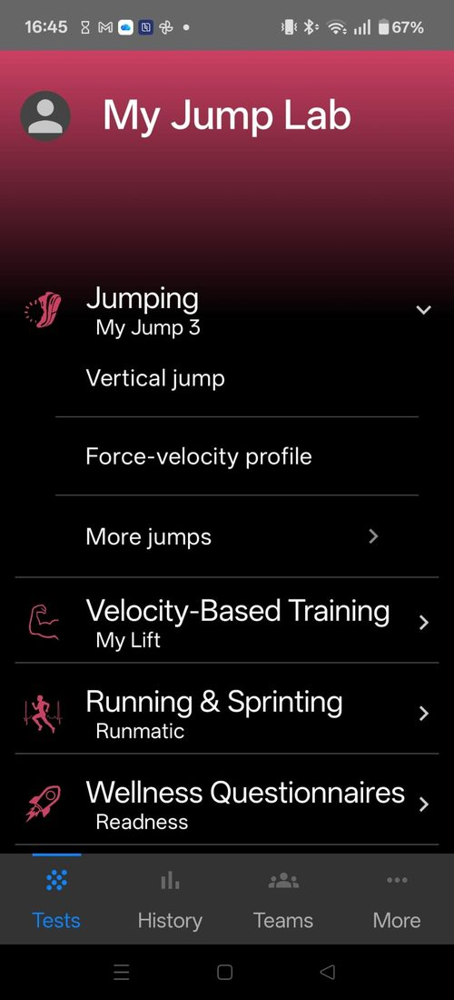 16:45 67%
My Jump Lab
Jumping
My Jump 3
Vertical jump
Force-velocity profile
More jumps
Velocity-Based Training
My Lift
Running & Sprinting
Runmatic
Wellness Questionnaires
Readness
Tests History Teams More